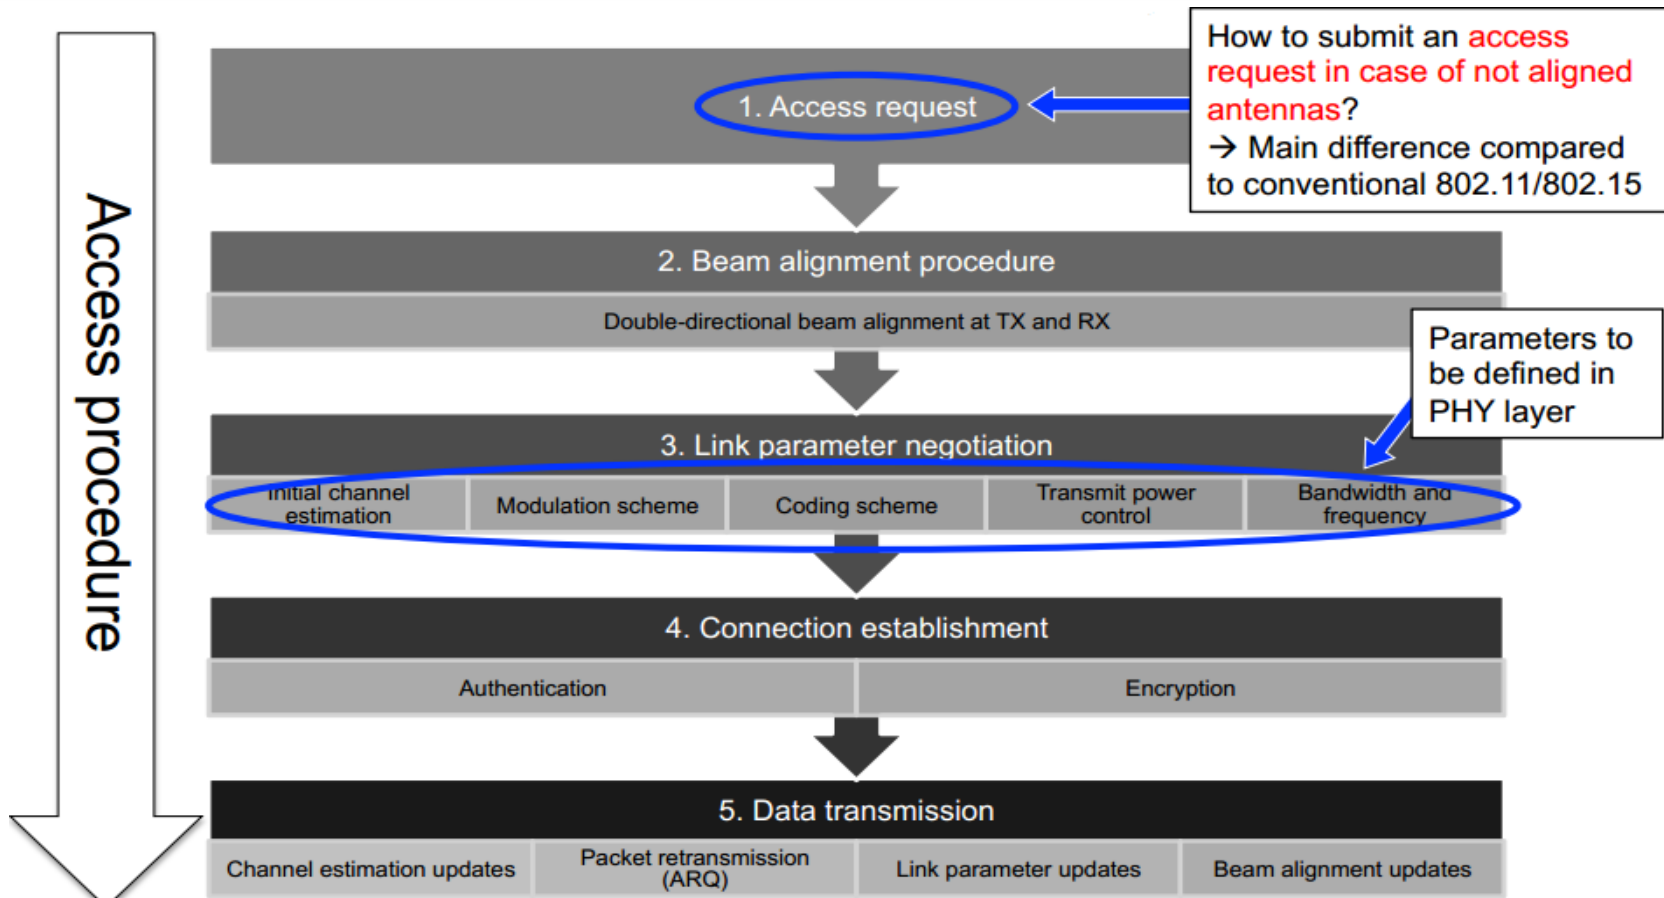 Access procedure
1. Access request
How to submit an access
request in case of not aligned
antennas?
→ Main difference compared
to conventional 802.11/802.15
2. Beam alignment procedure
Double-directional beam alignment at TX and RX
Parameters to
be defined in
PHY layer
3. Link parameter negotiation
Initial channel
estimation
Modulation scheme
Coding scheme
Transmit power
control
Bandwidth and
frequency
4. Connection establishment
Authentication
Encryption
5. Data transmission
Channel estimation updates
Packet retransmission
(ARQ)
Link parameter updates
Beam alignment updates